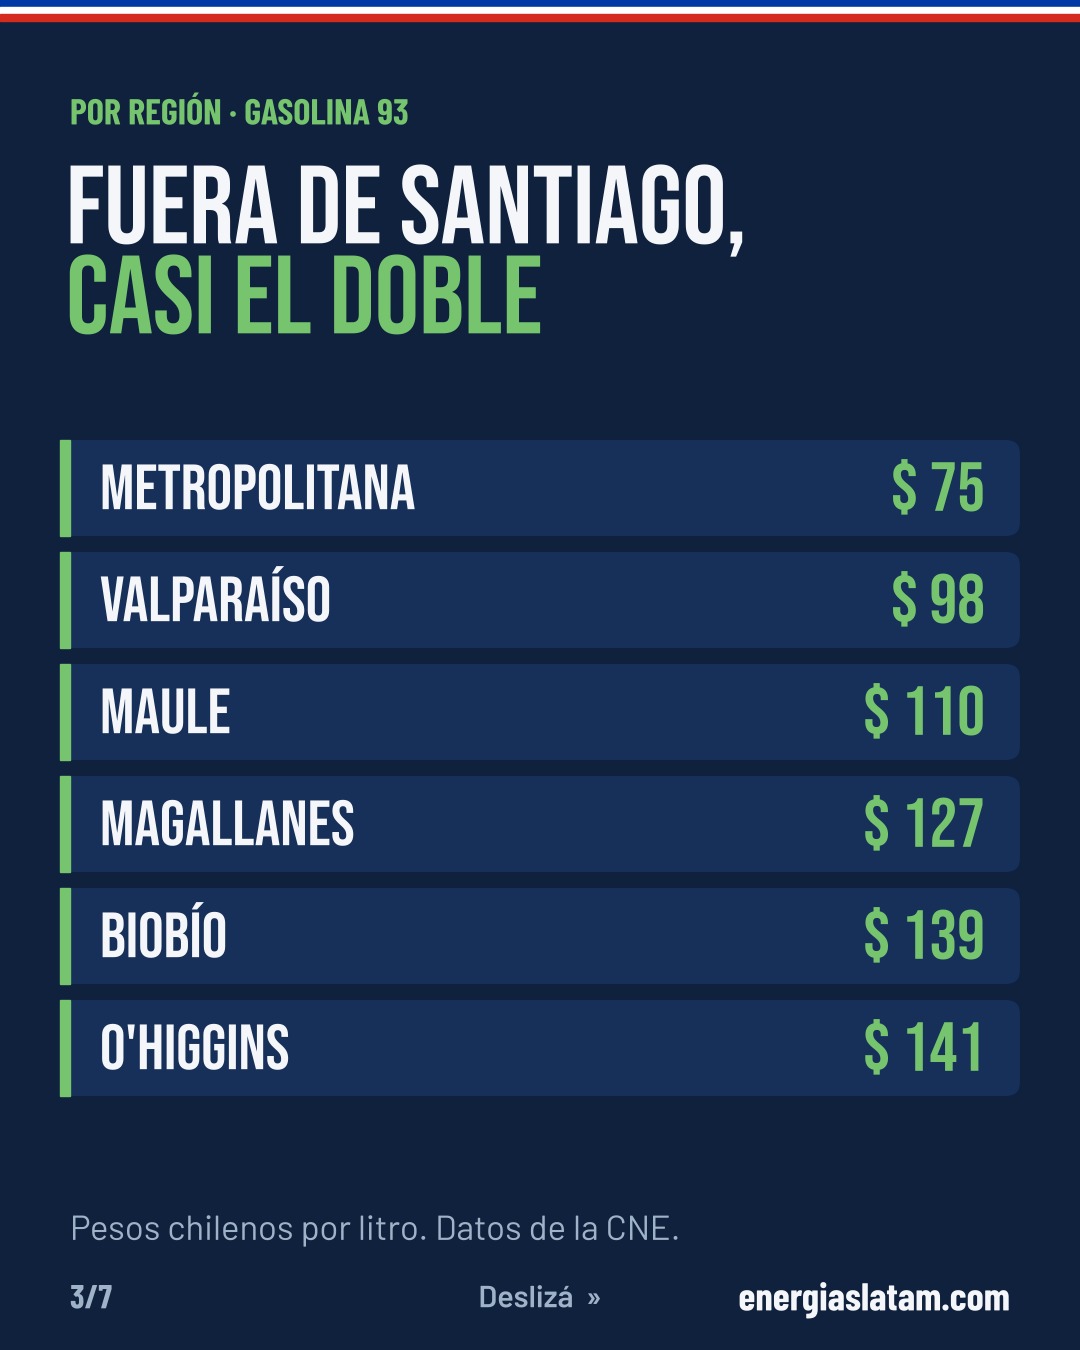 POR REGIÓN · GASOLINA 93
FUERA DE SANTIAGO,
CASI EL DOBLE
METROPOLITANA $ 75
VALPARAÍSO $ 98
MAULE $ 110
MAGALLANES $ 127
BIOBÍO $ 139
O'HIGGINS $ 141
Pesos chilenos por litro. Datos de la CNE.
3/7 Deslizá » energiaslatam.com